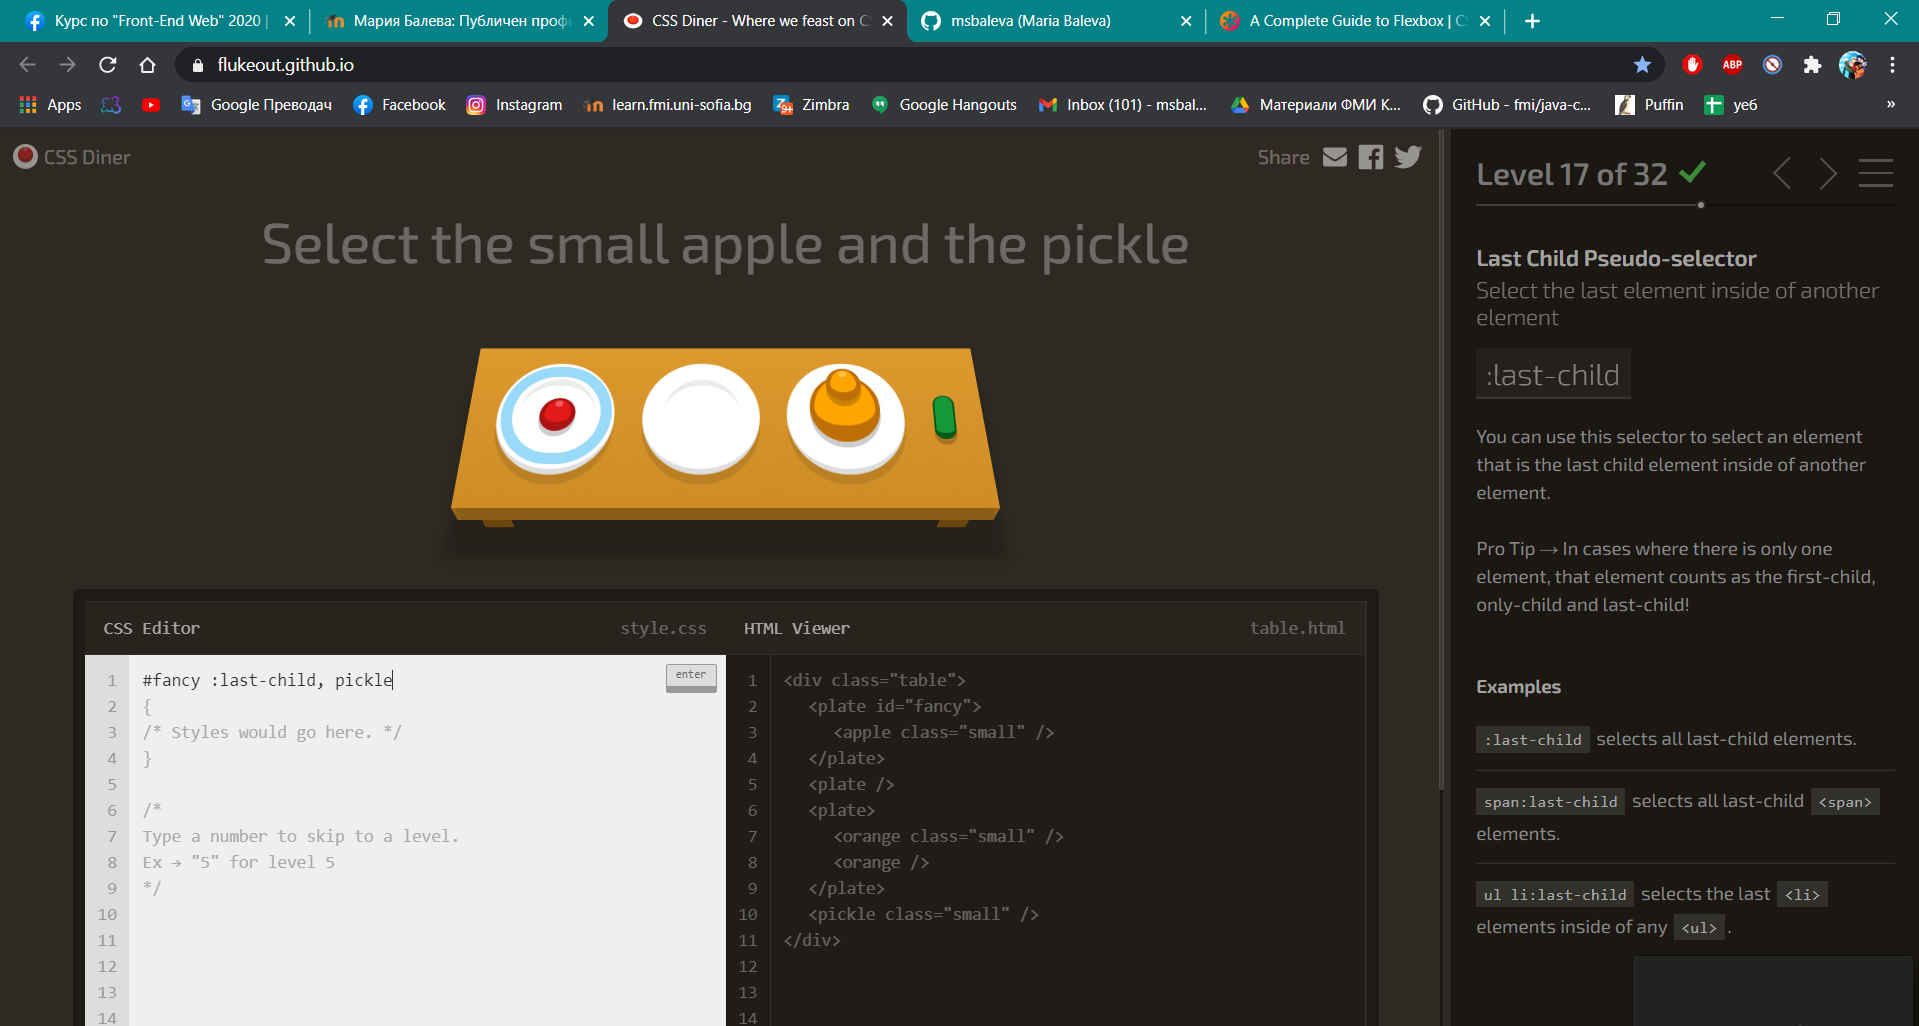 Курс по "Front-End Web" 2020 |
Мария Балева: Публичен проф
CSS Diner - Where we feast on CS
msbaleva (Maria Baleva)
A Complete Guide to Flexbox | CS
flukeout.github.io
ABP
Apps
Google Преводач
Facebook
Instagram
learn.fmi.uni-sofia.bg
Zimbra
Google Hangouts
Inbox (101) - msbal...
Материали ФМИ К...
GitHub - fmi/java-c...
Puffin
уеб
»
CSS Diner
Share
Select the small apple and the pickle
CSS Editor
style.css
HTML Viewer
table.html
enter
1 #fancy :last-child, pickle
2 {
3 /* Styles would go here. */
4 }
5
6 /*
7 Type a number to skip to a level.
8 Ex → "5" for level 5
9 */
10
11
12
13
14
1 <div class="table">
2 <plate id="fancy">
3 <apple class="small" />
4 </plate>
5 <plate />
6 <plate>
7 <orange class="small" />
8 <orange />
9 </plate>
10 <pickle class="small" />
11 </div>
12
13
14
Level 17 of 32
Last Child Pseudo-selector
Select the last element inside of another
element
:last-child
You can use this selector to select an element
that is the last child element inside of another
element.
Pro Tip → In cases where there is only one
element, that element counts as the first-child,
only-child and last-child!
Examples
:last-child selects all last-child elements.
span:last-child selects all last-child <span>
elements.
ul li:last-child selects the last <li>
elements inside of any <ul> .